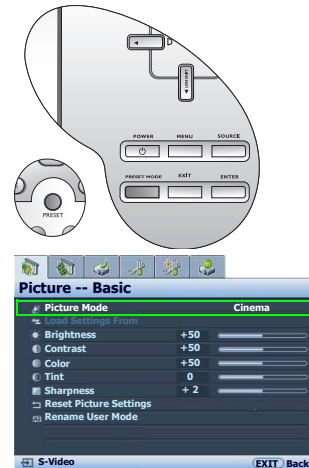 POWER MENU SOURCE
PRESET MODE EXIT ENTER
PRESET
Picture -- Basic
Picture Mode Cinema
Load Settings From
Brightness +50
Contrast +50
Color +50
Tint 0
Sharpness + 2
Reset Picture Settings
Rename User Mode
S-Video EXIT Back